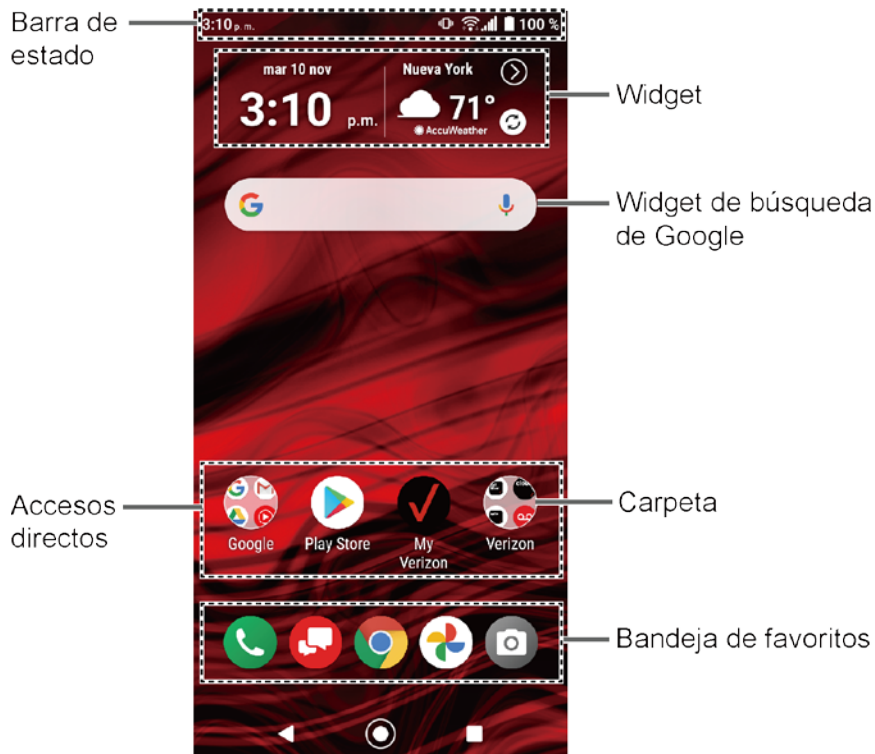 Barra de
estado
3:10 p. m.
100 %
mar 10 nov
3:10 p.m.
Nueva York
71°
AccuWeather
Widget
Widget de búsqueda
de Google
Accesos
directos
Google
Play Store
My
Verizon
Verizon
Carpeta
Bandeja de favoritos